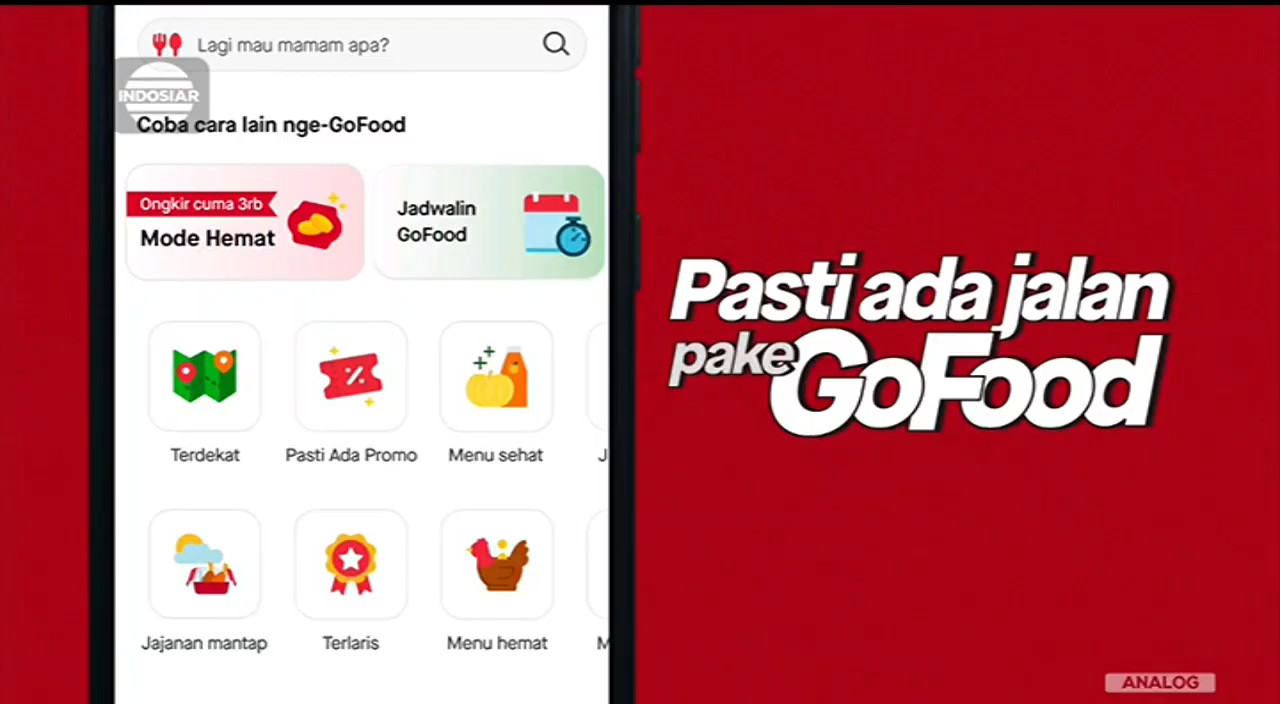 Lagi mau mamam apa?
INDOSIAR
Coba cara lain nge-GoFood
Ongkir cuma 3rb
Mode Hemat
Jadwalin
GoFood
Terdekat
Pasti Ada Promo
Menu sehat
J
Jajanan mantap
Terlaris
Menu hemat
M
Pasti ada jalan
pake GoFood
ANALOG